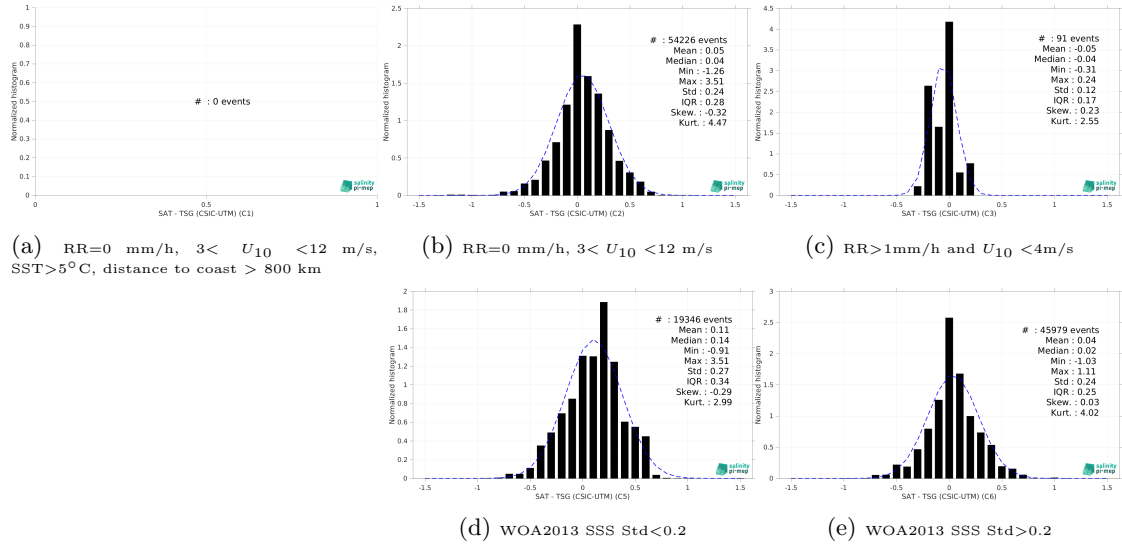 1
0.9
0.8
0.7
0.6
0.5
0.4
0.3
0.2
0.1
0
Normalized histogram
# : 0 events
salinity
pi-mep
0
0.5
1
SAT - TSG (CSIC-UTM) (C1)
(a) RR=0 mm/h, 3< U10 <12 m/s,
SST>5°C, distance to coast > 800 km
2.5
2
1.5
1
0.5
0
Normalized histogram
# : 54226 events
Mean : 0.05
Median : 0.04
Min : -1.26
Max : 3.51
Std : 0.24
IQR : 0.28
Skew. : -0.32
Kurt. : 4.47
salinity
pi-mep
-1.5
-1
-0.5
0
0.5
1
1.5
SAT - TSG (CSIC-UTM) (C2)
(b) RR=0 mm/h, 3< U10 <12 m/s
4.5
4
3.5
3
2.5
2
1.5
1
0.5
0
Normalized histogram
# : 91 events
Mean : -0.05
Median : -0.04
Min : -0.31
Max : 0.24
Std : 0.12
IQR : 0.17
Skew. : 0.23
Kurt. : 2.55
salinity
pi-mep
-1.5
-1
-0.5
0
0.5
1
1.5
SAT - TSG (CSIC-UTM) (C3)
(c) RR>1mm/h and U10 <4m/s
2
1.8
1.6
1.4
1.2
1
0.8
0.6
0.4
0.2
0
Normalized histogram
# : 19346 events
Mean : 0.11
Median : 0.14
Min : -0.91
Max : 3.51
Std : 0.27
IQR : 0.34
Skew. : -0.29
Kurt. : 2.99
salinity
pi-mep
-1.5
-1
-0.5
0
0.5
1
1.5
SAT - TSG (CSIC-UTM) (C5)
(d) WOA2013 SSS Std<0.2
3
2.5
2
1.5
1
0.5
0
Normalized histogram
# : 45979 events
Mean : 0.04
Median : 0.02
Min : -1.03
Max : 1.11
Std : 0.24
IQR : 0.25
Skew. : 0.03
Kurt. : 4.02
salinity
pi-mep
-1.5
-1
-0.5
0
0.5
1
1.5
SAT - TSG (CSIC-UTM) (C6)
(e) WOA2013 SSS Std>0.2